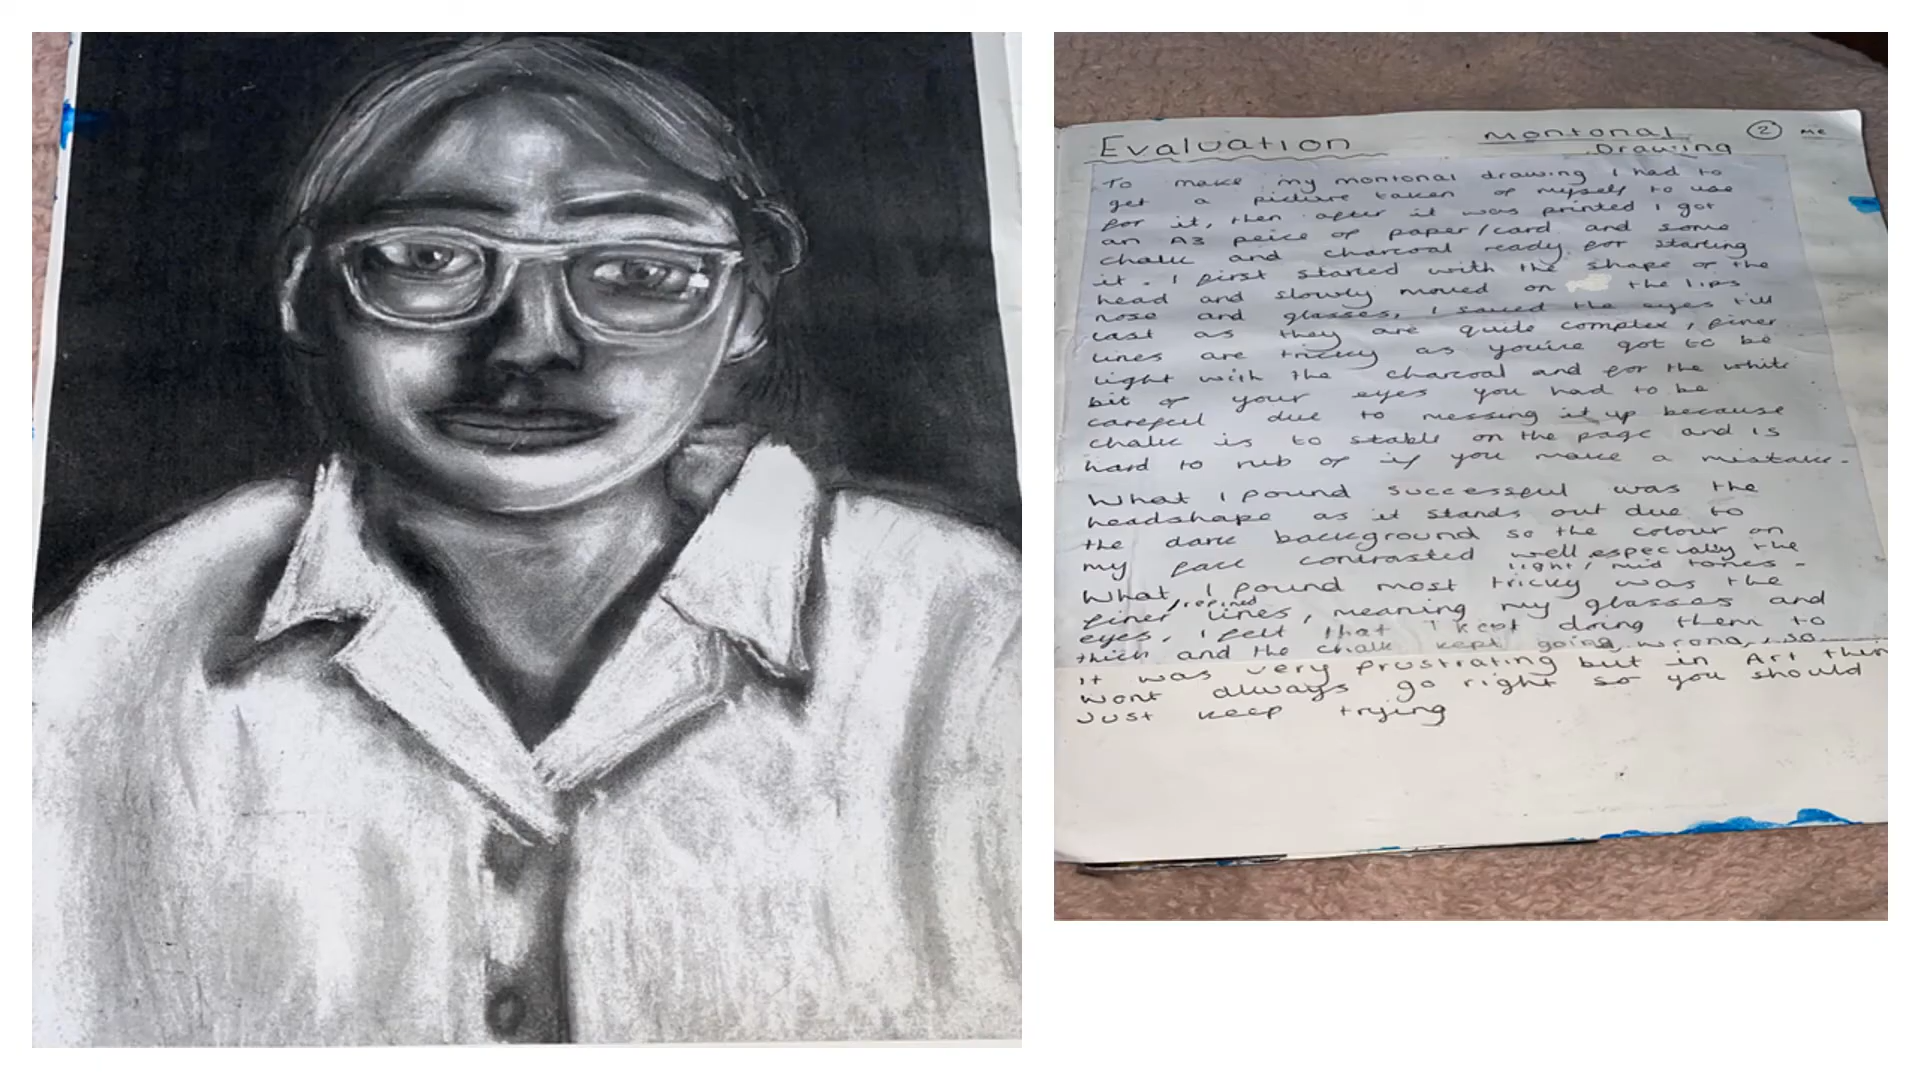 Evaluation
Montonal
Drawing
2
me
To make my montonal drawing I had to
get a picture taken of myself to use
for it, then after it was printed I got
an A3 peice of paper/card and some
chalk and charcoal ready for starting
it. I first started with the shape of the
head and slowly moved on the lips
nose and glasses, I saved the eyes till
last as they are quite complex, finer
lines are tricky as you've got to be
light with the charcoal and for the white
bit of your eyes you had to be
careful due to messing it up because
chalk is to stable on the page and is
hard to rub of if you make a mistake.
What I found successful was the
headshape as it stands out due to
the dark background so the colour on
my face contrasted well especially the
light, mid tones.
What I found most tricky was the
finer /refined lines, meaning my glasses and
eyes, I felt that I kept doing them to
thick and the chalk kept going wrong, so
it was very frustrating but in Art
wont always go right so you should
Just keep trying